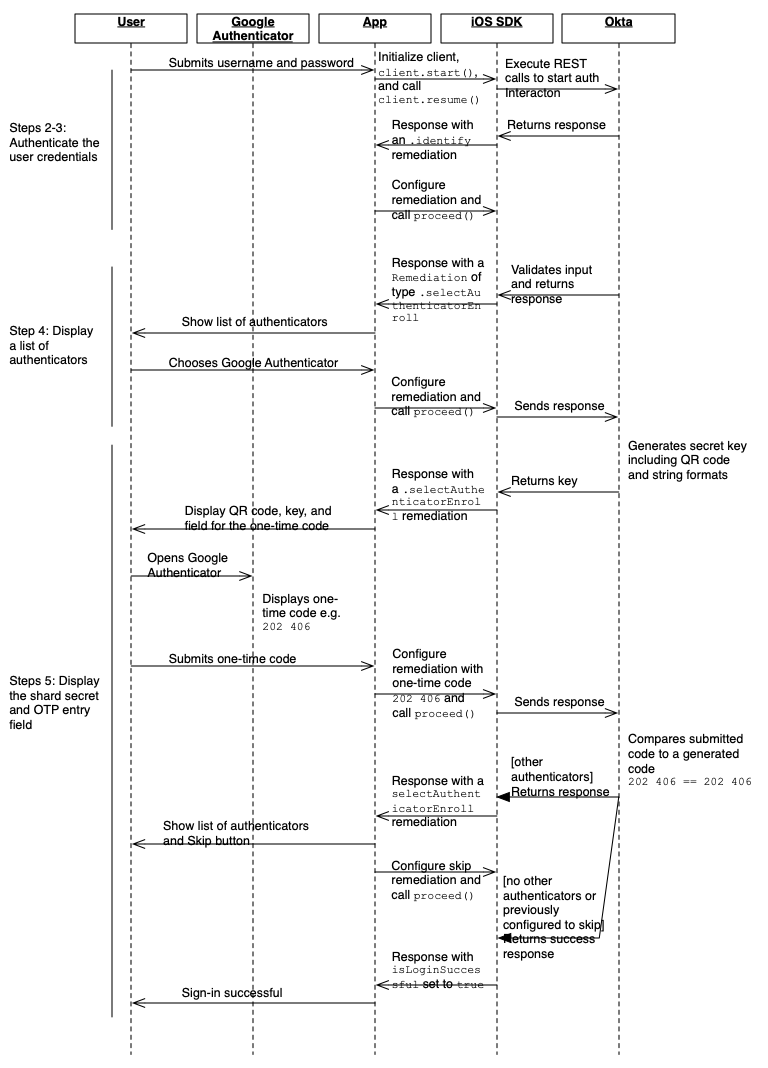 User
Google
Authenticator
App
iOS SDK
Okta
Submits username and password
Initialize client,
client.start(),
and call
client.resume()
Execute REST
calls to start auth
Interacton
Steps 2-3:
Authenticate the
user credentials
Response with
an .identify
remediation
Returns response
Configure
remediation and
call proceed()
Response with a
Remediation of
type .selectAu
thenticatorEn
roll
Validates input
and returns
response
Step 4: Display
a list of
authenticators
Show list of authenticators
Chooses Google Authenticator
Configure
remediation and
call proceed()
Sends response
Generates secret key
including QR code
and string formats
Response with
a .selectAuthe
nticatorEnrol
l remediation
Returns key
Display QR code, key, and
field for the one-time code
Opens Google
Authenticator
Displays one-
time code e.g.
202 406
Steps 5: Display
the shard secret
and OTP entry
field
Submits one-time code
Configure
remediation with
one-time code
202 406 and
call proceed()
Sends response
Compares submitted
code to a generated
code
202 406 == 202 406
[other
authenticators]
Returns response
Response with a
selectAuthent
icatorEnroll
remediation
Show list of authenticators
and Skip button
Configure skip
remediation and
call proceed()
[no other
authenticators or
previously
configured to skip]
Returns success
response
Response with
isLoginSucces
sful set to true
Sign-in successful